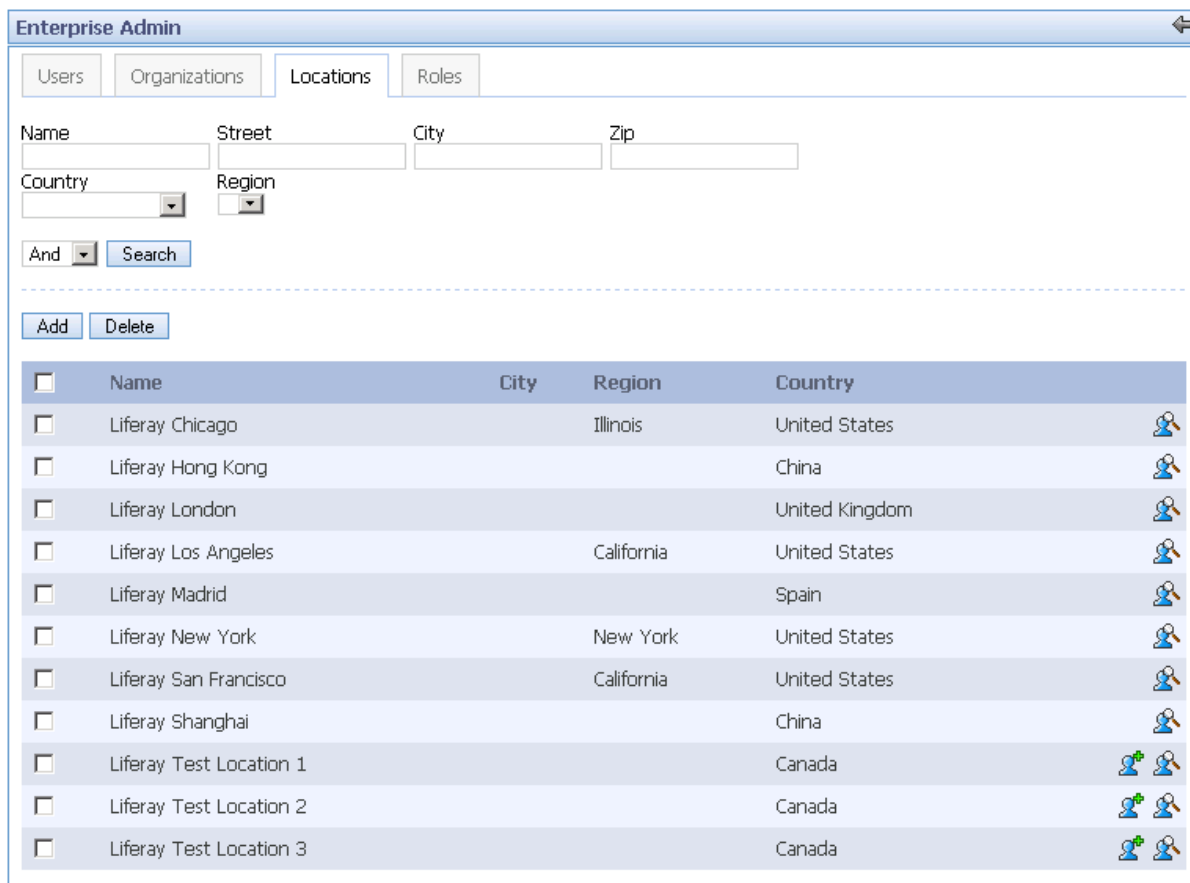 Enterprise Admin
Users Organizations Locations Roles
Name Street City Zip
Country Region
And Search
Add Delete
Name City Region Country
Liferay Chicago Illinois United States
Liferay Hong Kong China
Liferay London United Kingdom
Liferay Los Angeles California United States
Liferay Madrid Spain
Liferay New York New York United States
Liferay San Francisco California United States
Liferay Shanghai China
Liferay Test Location 1 Canada
Liferay Test Location 2 Canada
Liferay Test Location 3 Canada